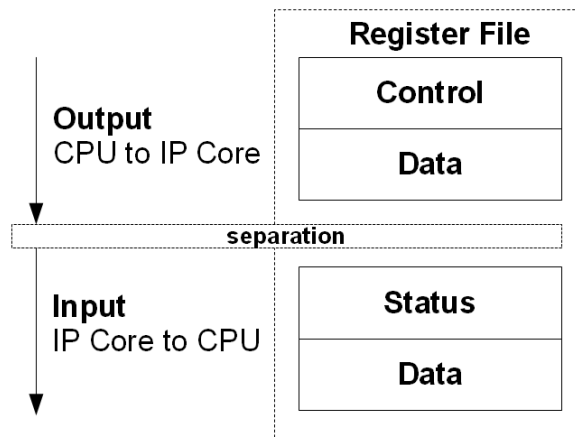 Register File
Control
Output
CPU to IP Core
Data
separation
Input
IP Core to CPU
Status
Data